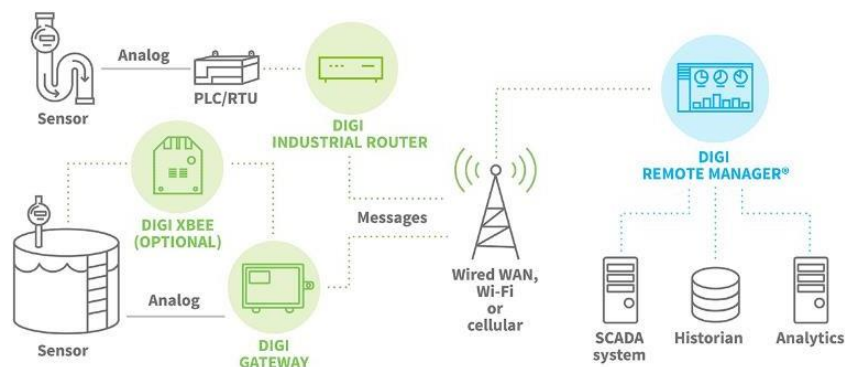 Analog
Sensor
PLC/RTU
DIGI
INDUSTRIAL ROUTER
DIGI XBEE
(OPTIONAL)
Analog
Sensor
DIGI
GATEWAY
Messages
Wired WAN,
Wi-Fi
or
cellular
DIGI
REMOTE MANAGER®
SCADA
system
Historian
Analytics